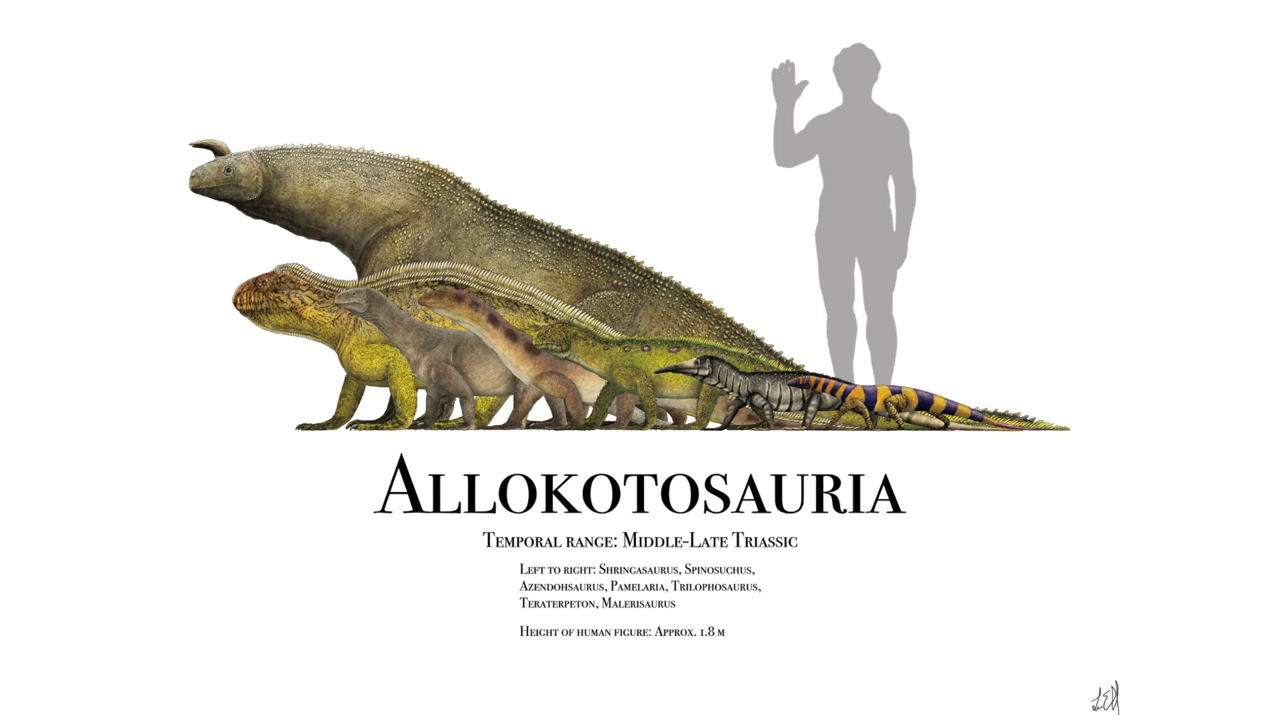 Allokotosauria
Temporal range: Middle-Late Triassic
Left to right: Shringasaurus, Spinosuchus,
Azendohsaurus, Pamelaria, Trilophosaurus,
Teraterpeton, Malerisaurus
Height of human figure: Approx. 1.8 m